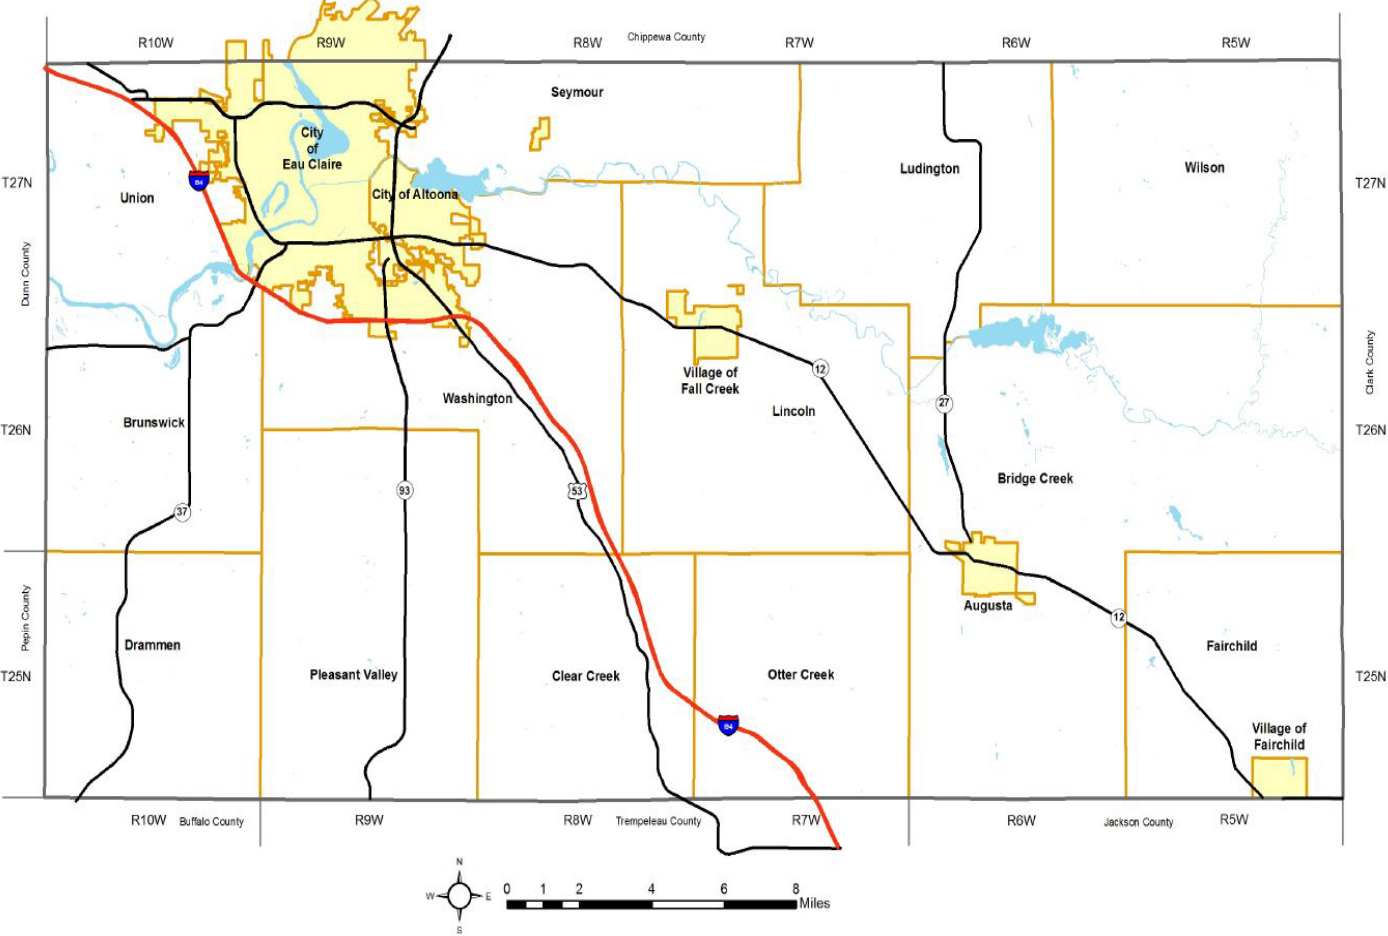 Chippewa County
R10W
R9W
R8W
R7W
R6W
R5W
Seymour
City
of
Eau Claire
Ludington
Wilson
T27N
94
Union
City of Altoona
T27N
Dunn County
Village of
Fall Creek
12
Lincoln
Clark County
Washington
27
T26N
Brunswick
T26N
Bridge Creek
93
53
37
Augusta
12
Pepin County
Drammen
Fairchild
T25N
Pleasant Valley
Clear Creek
Otter Creek
T25N
94
Village of
Fairchild
R10W
Buffalo County
R9W
R8W
Trempeleau County
R7W
R6W
Jackson County
R5W
N
W
E
S
0 1 2 4 6 8
Miles